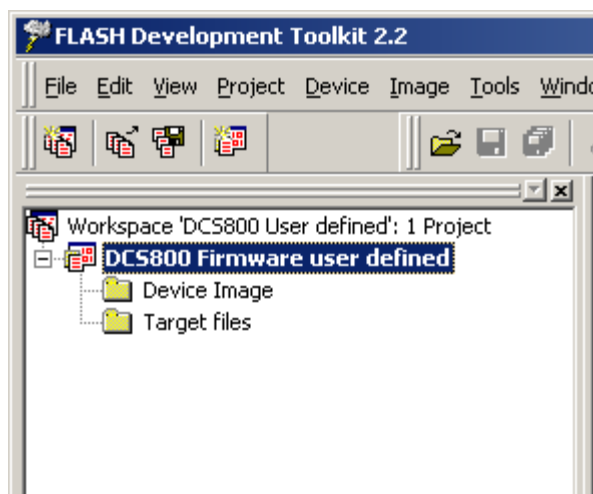 FLASH Development Toolkit 2.2
File Edit View Project Device Image Tools
Workspace 'DCS800 User defined': 1 Project
DCS800 Firmware user defined
Device Image
Target files